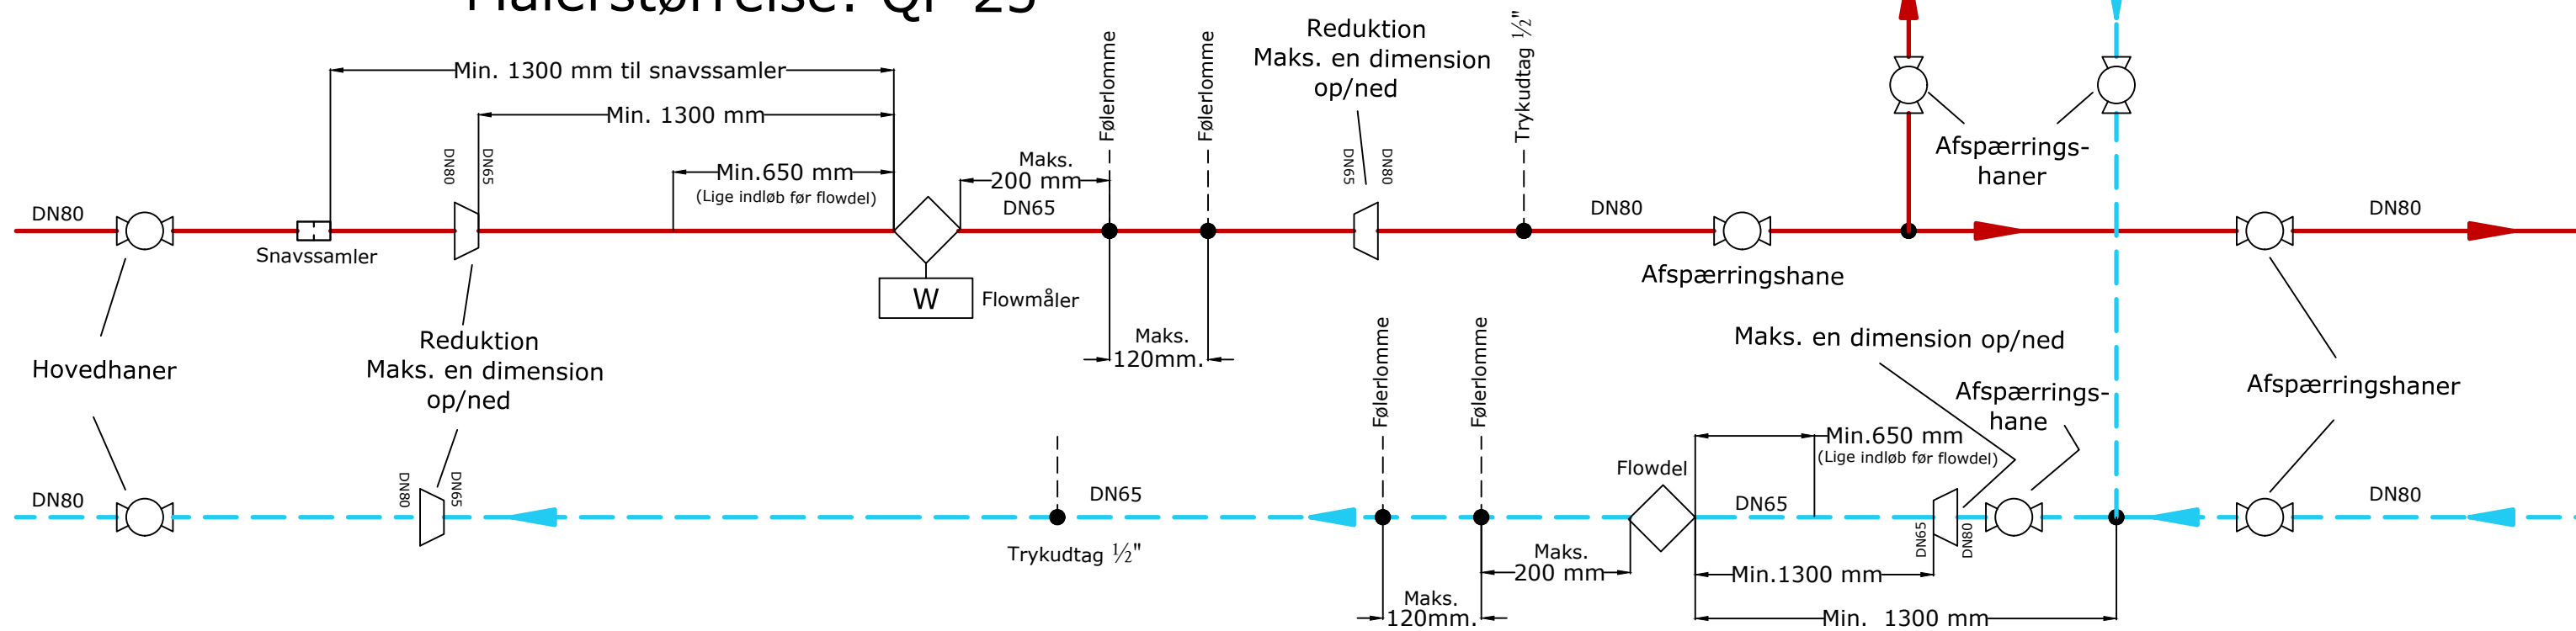 Målerstørrelse: QP 25
Min. 1300 mm til snavssamler
Min. 1300 mm
Min.650 mm
(Lige indløb før flowdel)
DN80
DN65
Maks.
200 mm
DN65
Følerlomme
Følerlomme
Reduktion
Maks. en dimension
op/ned
DN65
DN80
Trykudtag ½"
Afspærrings-
haner
DN80
Snavssamler
DN80
Afspærringshane
DN80
W
Flowmåler
Maks.
120mm.
Hovedhaner
Reduktion
Maks. en dimension
op/ned
Maks. en dimension op/ned
Afspærrings-
hane
Afspærringshaner
Følerlomme
Følerlomme
Min.650 mm
(Lige indløb før flowdel)
Flowdel
DN80
DN80
DN65
DN65
Trykudtag ½"
DN65
DN65
DN80
DN80
Maks.
200 mm
Min.1300 mm
Maks.
120mm.
Min. 1300 mm